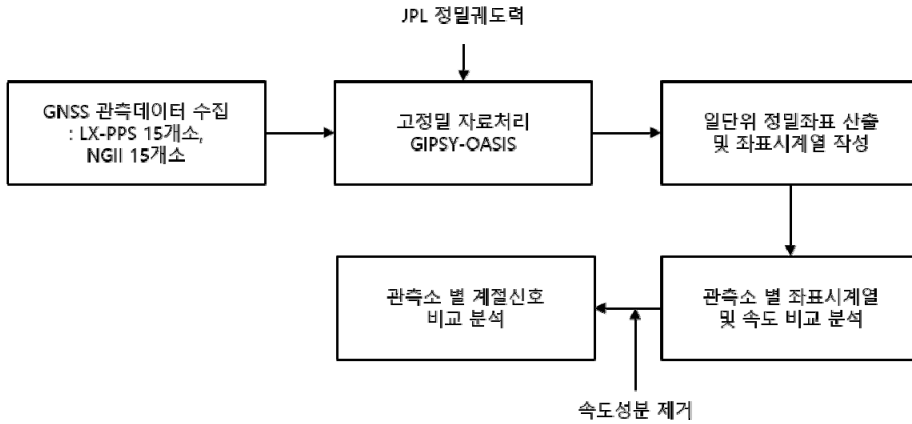 JPL 정밀궤도력
GNSS 관측데이터 수집
: LX-PPS 15개소,
NGII 15개소
고정밀 자료처리
GIPSY-OASIS
일단위 정밀좌표 산출
및 좌표시계열 작성
관측소 별 좌표시계열
및 속도 비교 분석
속도성분 제거
관측소 별 계절신호
비교 분석